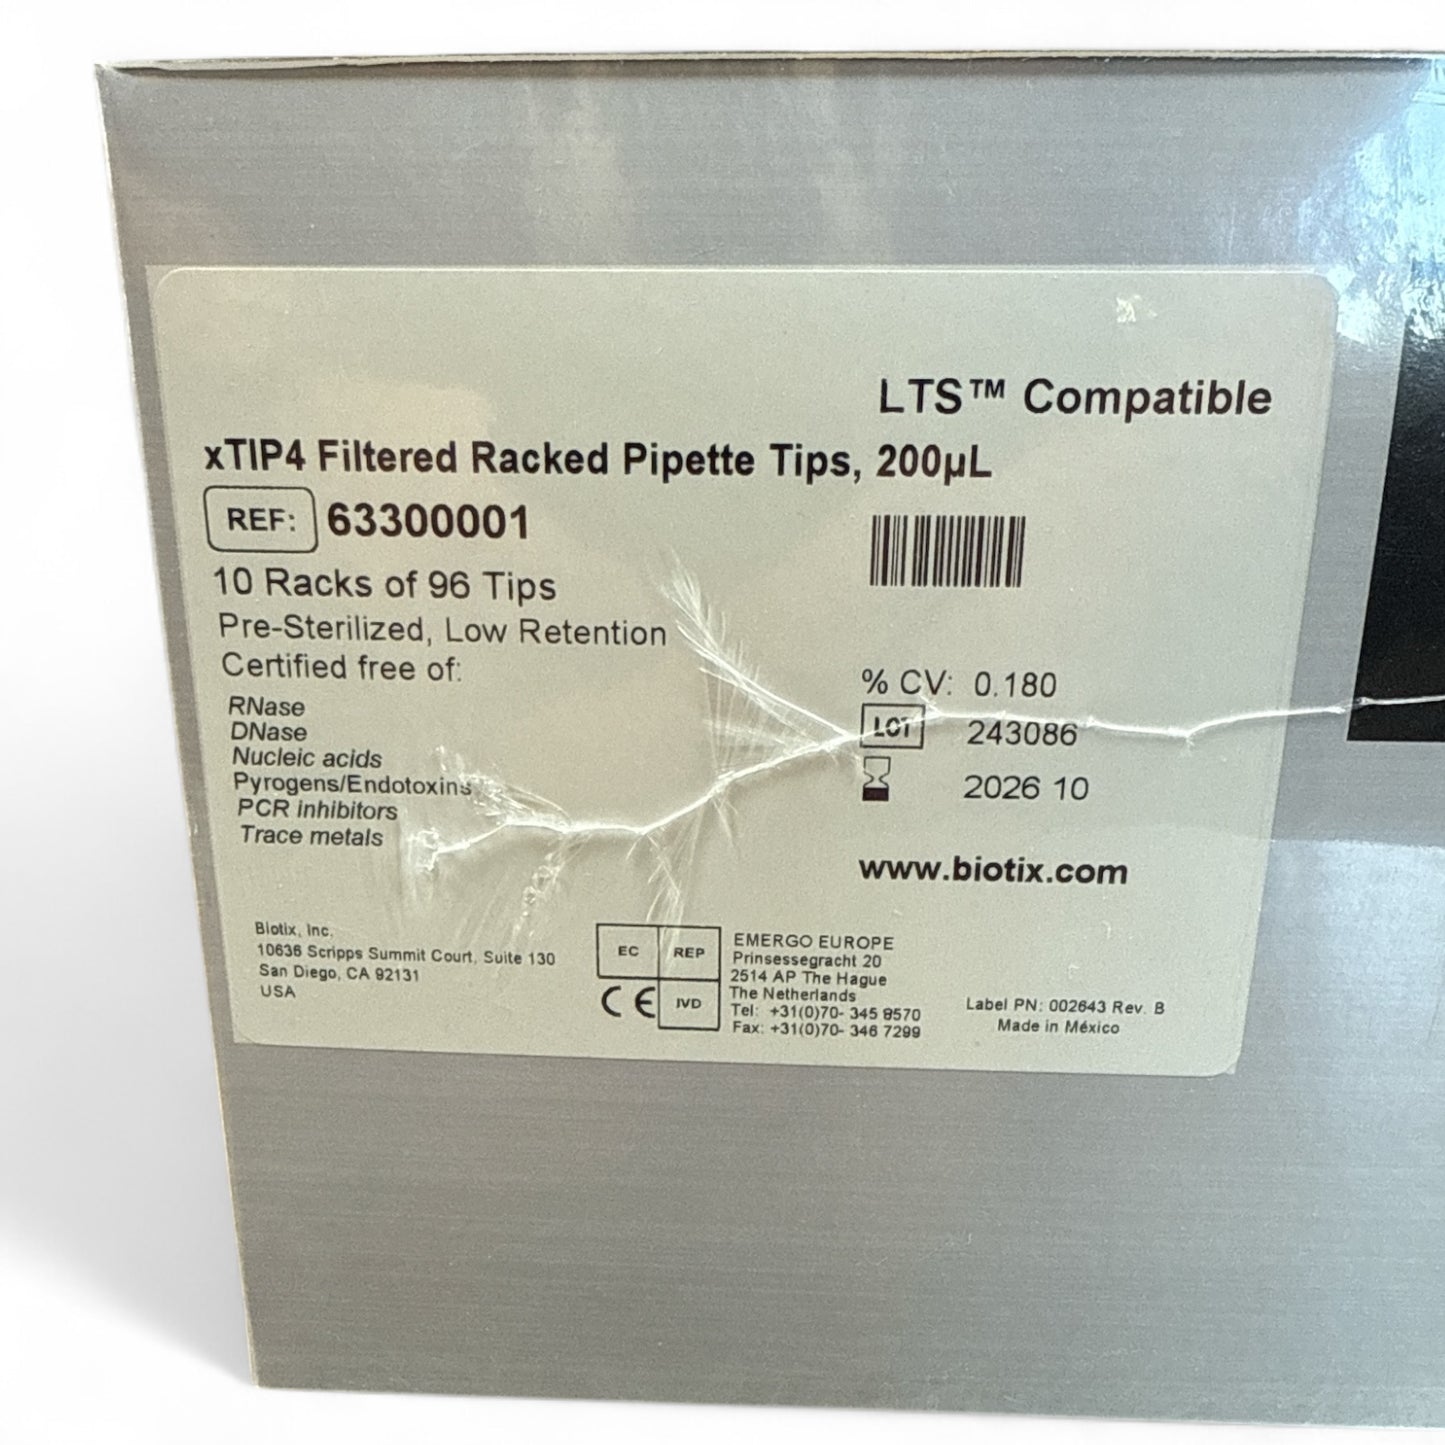 LTS™ Compatible
xTIP4 Filtered Racked Pipette Tips, 200µL
REF: 63300001
10 Racks of 96 Tips
Pre-Sterilized, Low Retention
Certified free of:
RNase
DNase
Nucleic acids
Pyrogens/Endotoxins
PCR inhibitors
Trace metals
% CV: 0.180
LOT 243086
2026 10
www.biotix.com
Biotix, Inc.
10636 Scripps Summit Court, Suite 130
San Diego, CA 92131
USA
EC REP
CE IVD
EMERGO EUROPE
Prinsessegracht 20
2514 AP The Hague
The Netherlands
Tel: +31(0)70- 345 8570
Fax: +31(0)70- 346 7299
Label PN: 002643 Rev. B
Made in México